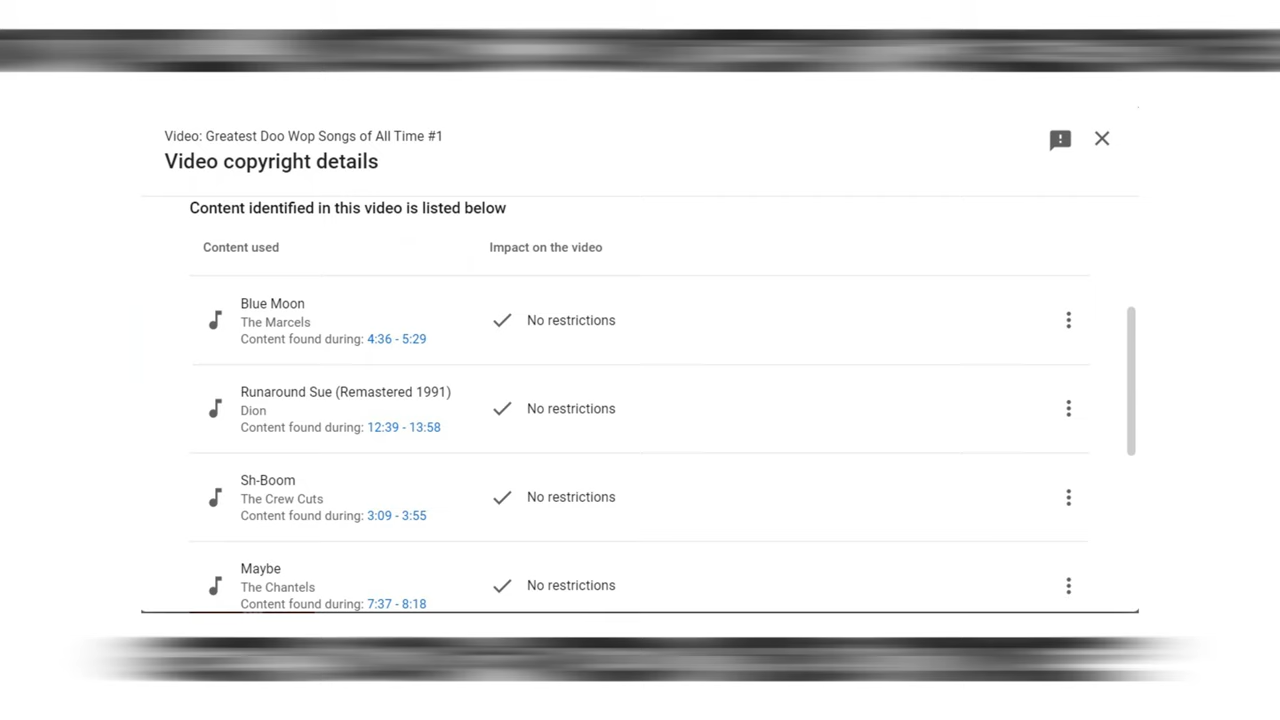 Video: Greatest Doo Wop Songs of All Time #1
Video copyright details
Content identified in this video is listed below
Content used
Impact on the video
Blue Moon
The Marcels
Content found during: 4:36 - 5:29
No restrictions
Runaround Sue (Remastered 1991)
Dion
Content found during: 12:39 - 13:58
No restrictions
Sh-Boom
The Crew Cuts
Content found during: 3:09 - 3:55
No restrictions
Maybe
The Chantels
Content found during: 7:37 - 8:18
No restrictions